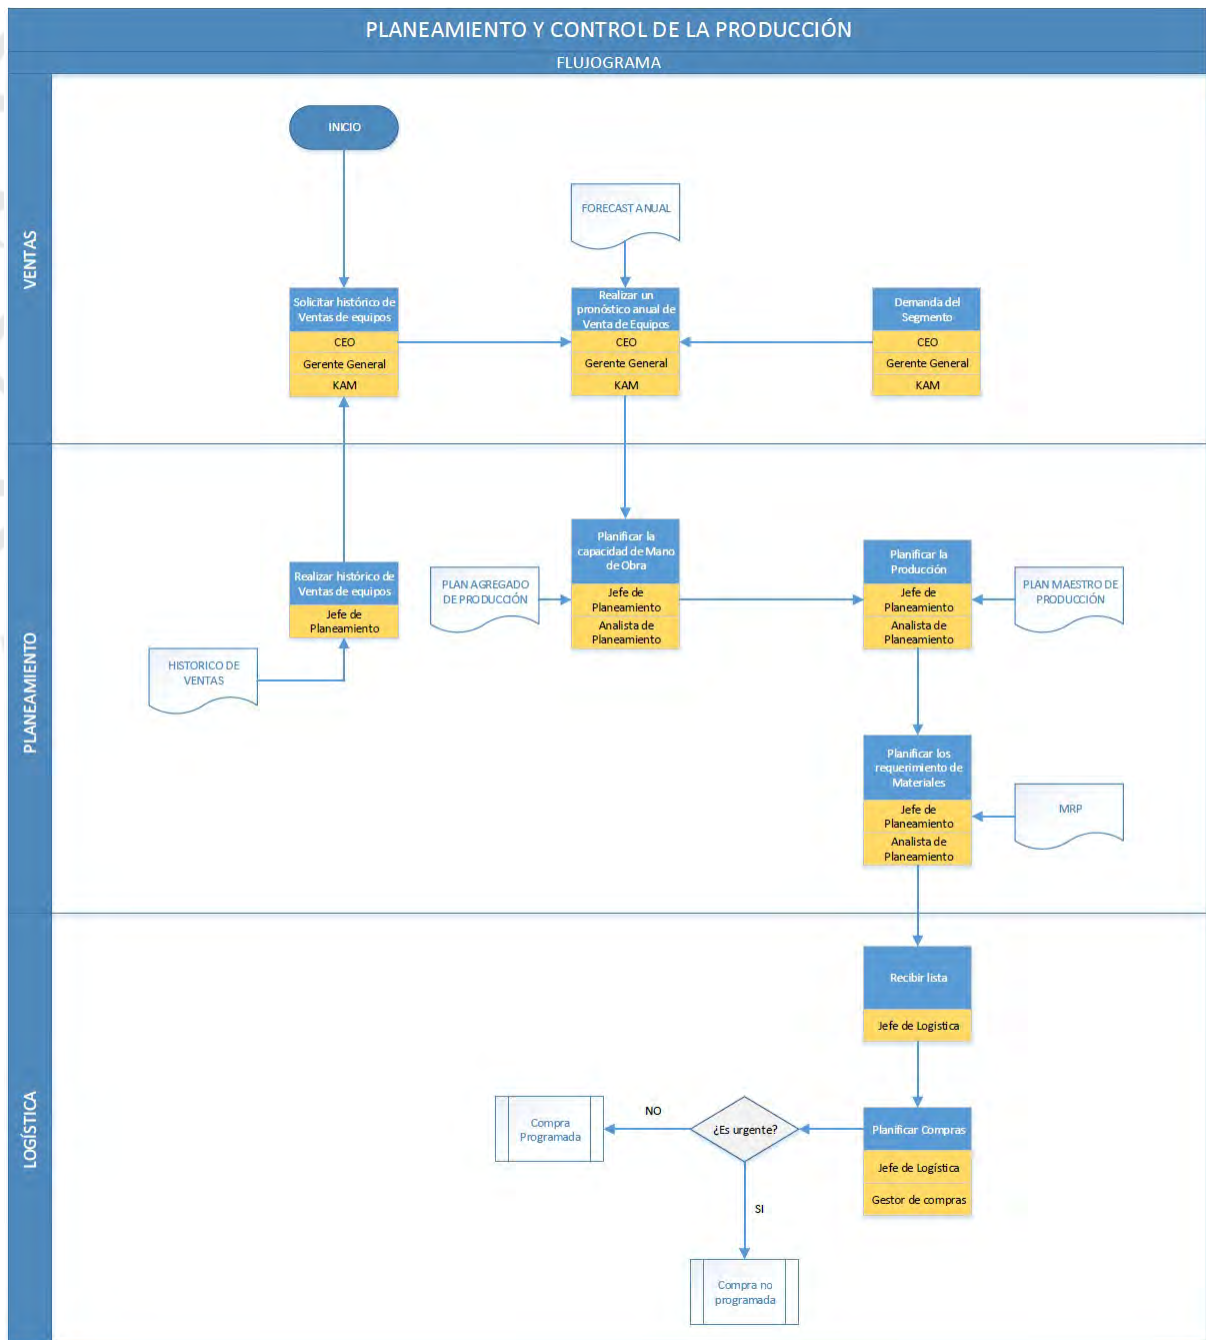 PLANEAMIENTO Y CONTROL DE LA PRODUCCIÓN
FLUJOGRAMA
VENTAS
INICIO
FORECAST ANUAL
Solicitar histórico de
Ventas de equipos
CEO
Gerente General
KAM
Realizar un
pronóstico anual de
Venta de Equipos
CEO
Gerente General
KAM
Demanda del
Segmento
CEO
Gerente General
KAM
PLANEAMIENTO
Realizar histórico de
Ventas de equipos
Jefe de
Planeamiento
HISTORICO DE
VENTAS
PLAN AGREGADO
DE PRODUCCIÓN
Planificar la
capacidad de Mano
de Obra
Jefe de
Planeamiento
Analista de
Planeamiento
Planificar la
Producción
Jefe de
Planeamiento
Analista de
Planeamiento
PLAN MAESTRO DE
PRODUCCIÓN
Planificar los
requerimiento de
Materiales
Jefe de
Planeamiento
Analista de
Planeamiento
MRP
LOGÍSTICA
Recibir lista
Jefe de Logística
Planificar Compras
Jefe de Logística
Gestor de compras
¿Es urgente?
NO
Compra
Programada
SI
Compra no
programada